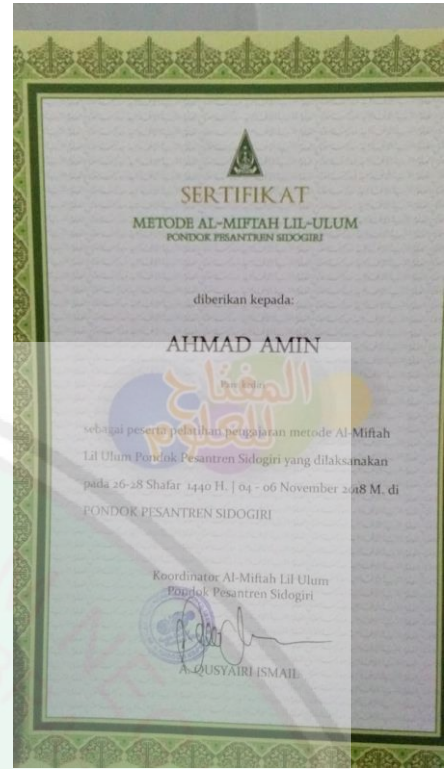 SERTIFIKAT
METODE AL-MIFTAH LIL-ULUM
PONDOK PESANTREN SIDOGIRI
diberikan kepada:
AHMAD AMIN
المفتاح
للعلوم
sebagai peserta pelatihan pengajaran metode Al-Miftah
Lil Ulum Pondok Pesantren Sidogiri yang dilaksanakan
pada 26-28 Shafar 1440 H. | 04 - 06 November 2018 M. di
PONDOK PESANTREN SIDOGIRI
Koordinator Al-Miftah Lil Ulum
Pondok Pesantren Sidogiri
A. QUSYAIRI ISMAIL